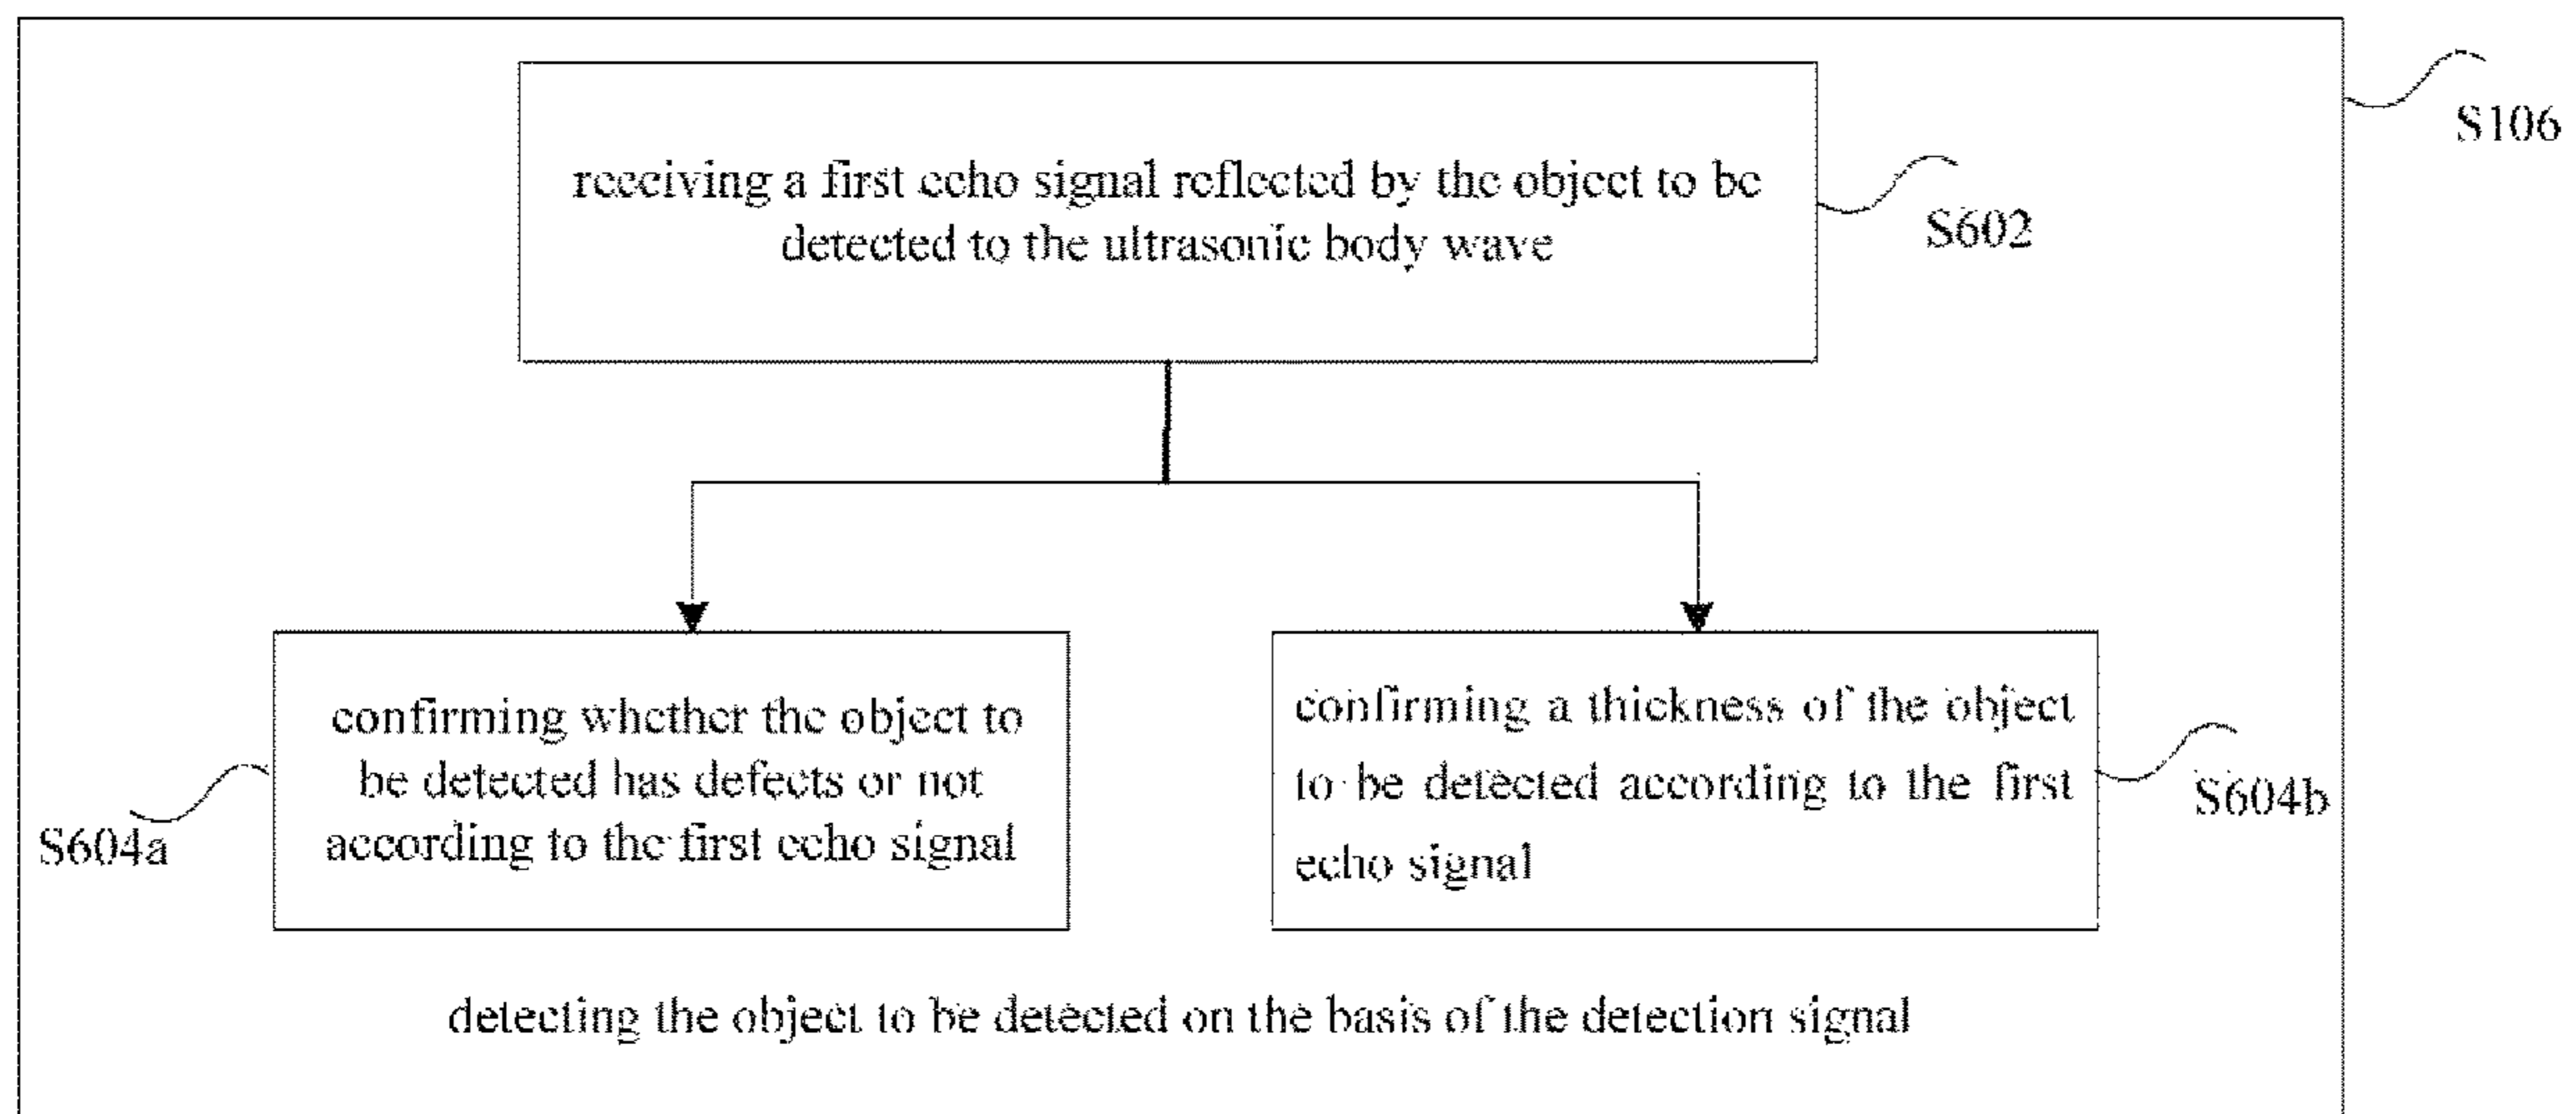 S106
receiving a first echo signal reflected by the object to be
detected to the ultrasonic body wave
S602
confirming whether the object to
be detected has defects or not
according to the first echo signal
S604a
confirming a thickness of the object
to be detected according to the first
echo signal
S604b
detecting the object to be detected on the basis of the detection signal